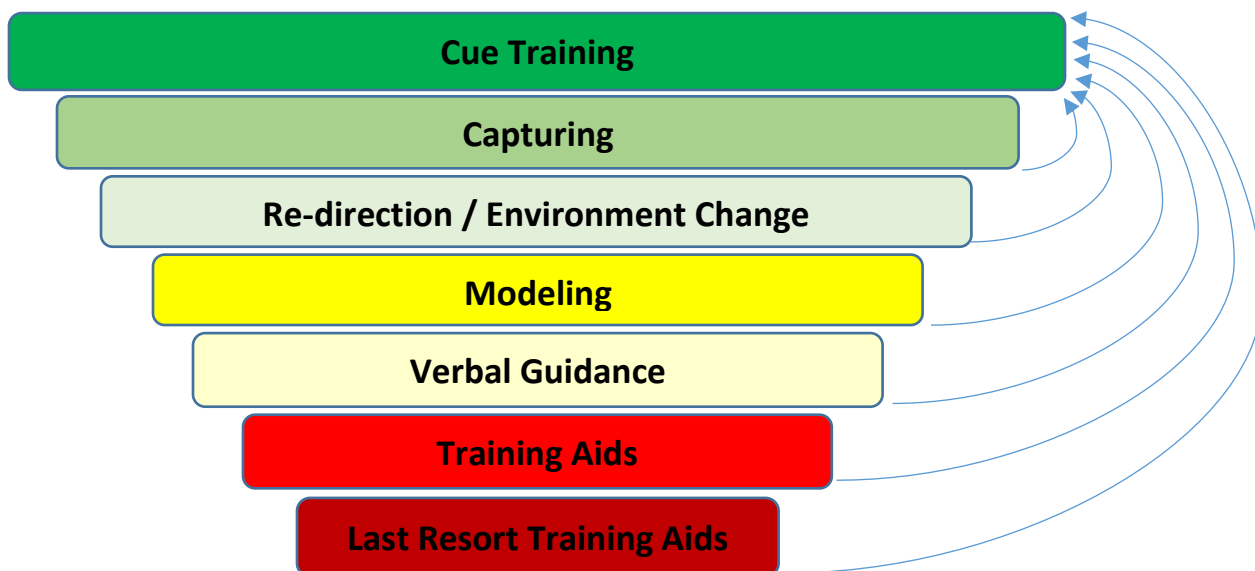 Cue Training
Capturing
Re-direction / Environment Change
Modeling
Verbal Guidance
Training Aids
Last Resort Training Aids